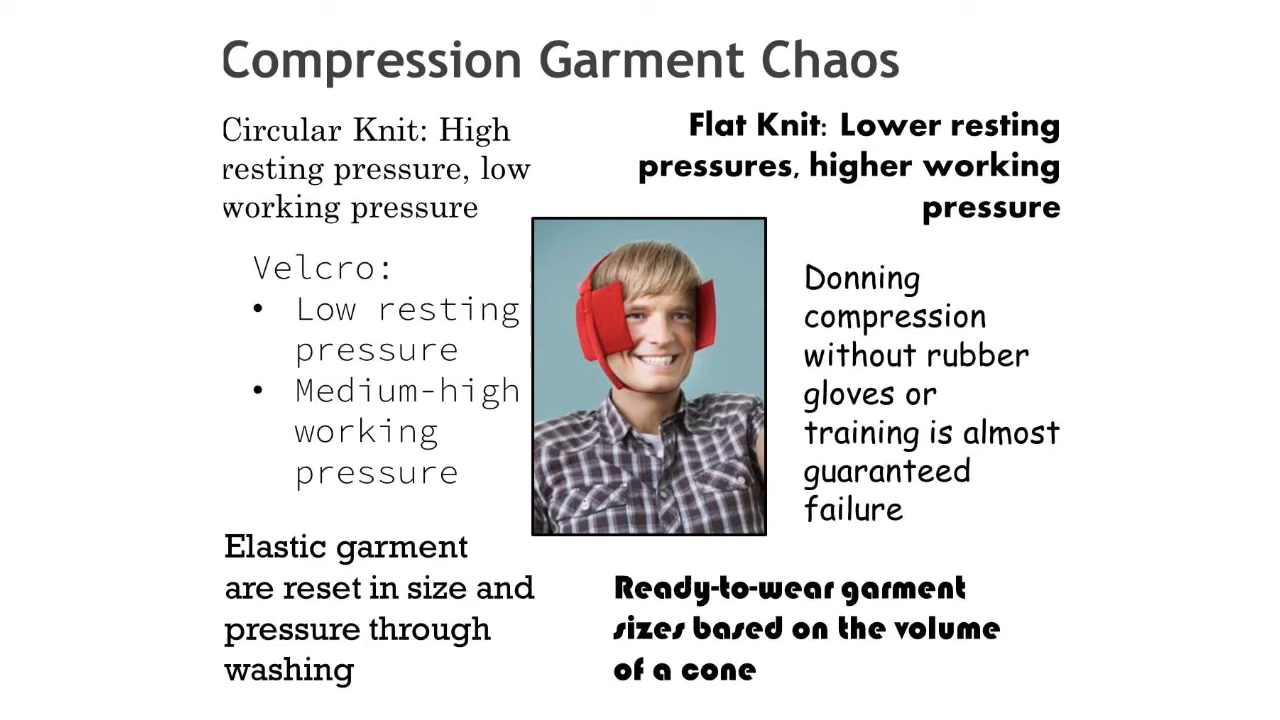 Compression Garment Chaos
Circular Knit: High
resting pressure, low
working pressure
Flat Knit: Lower resting
pressures, higher working
pressure
Velcro:
• Low resting
pressure
• Medium-high
working
pressure
Donning
compression
without rubber
gloves or
training is almost
guaranteed
failure
Elastic garment
are reset in size and
pressure through
washing
Ready-to-wear garment
sizes based on the volume
of a cone